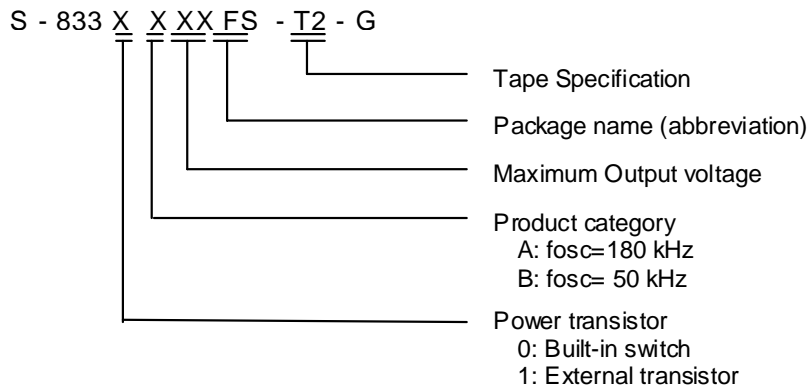 S - 833 X X XX FS - T2 - G
Tape Specification
Package name (abbreviation)
Maximum Output voltage
Product category
A: fosc=180 kHz
B: fosc= 50 kHz
Power transistor
0: Built-in switch
1: External transistor